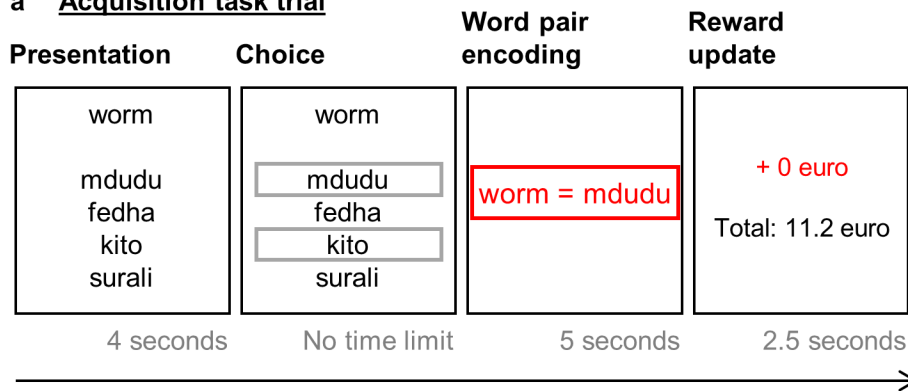 a Acquisition task trial
Presentation
Choice
Word pair
encoding
Reward
update
worm
mdudu
fedha
kito
surali
worm
mdudu
fedha
kito
surali
worm = mdudu
+ 0 euro
Total: 11.2 euro
4 seconds
No time limit
5 seconds
2.5 seconds